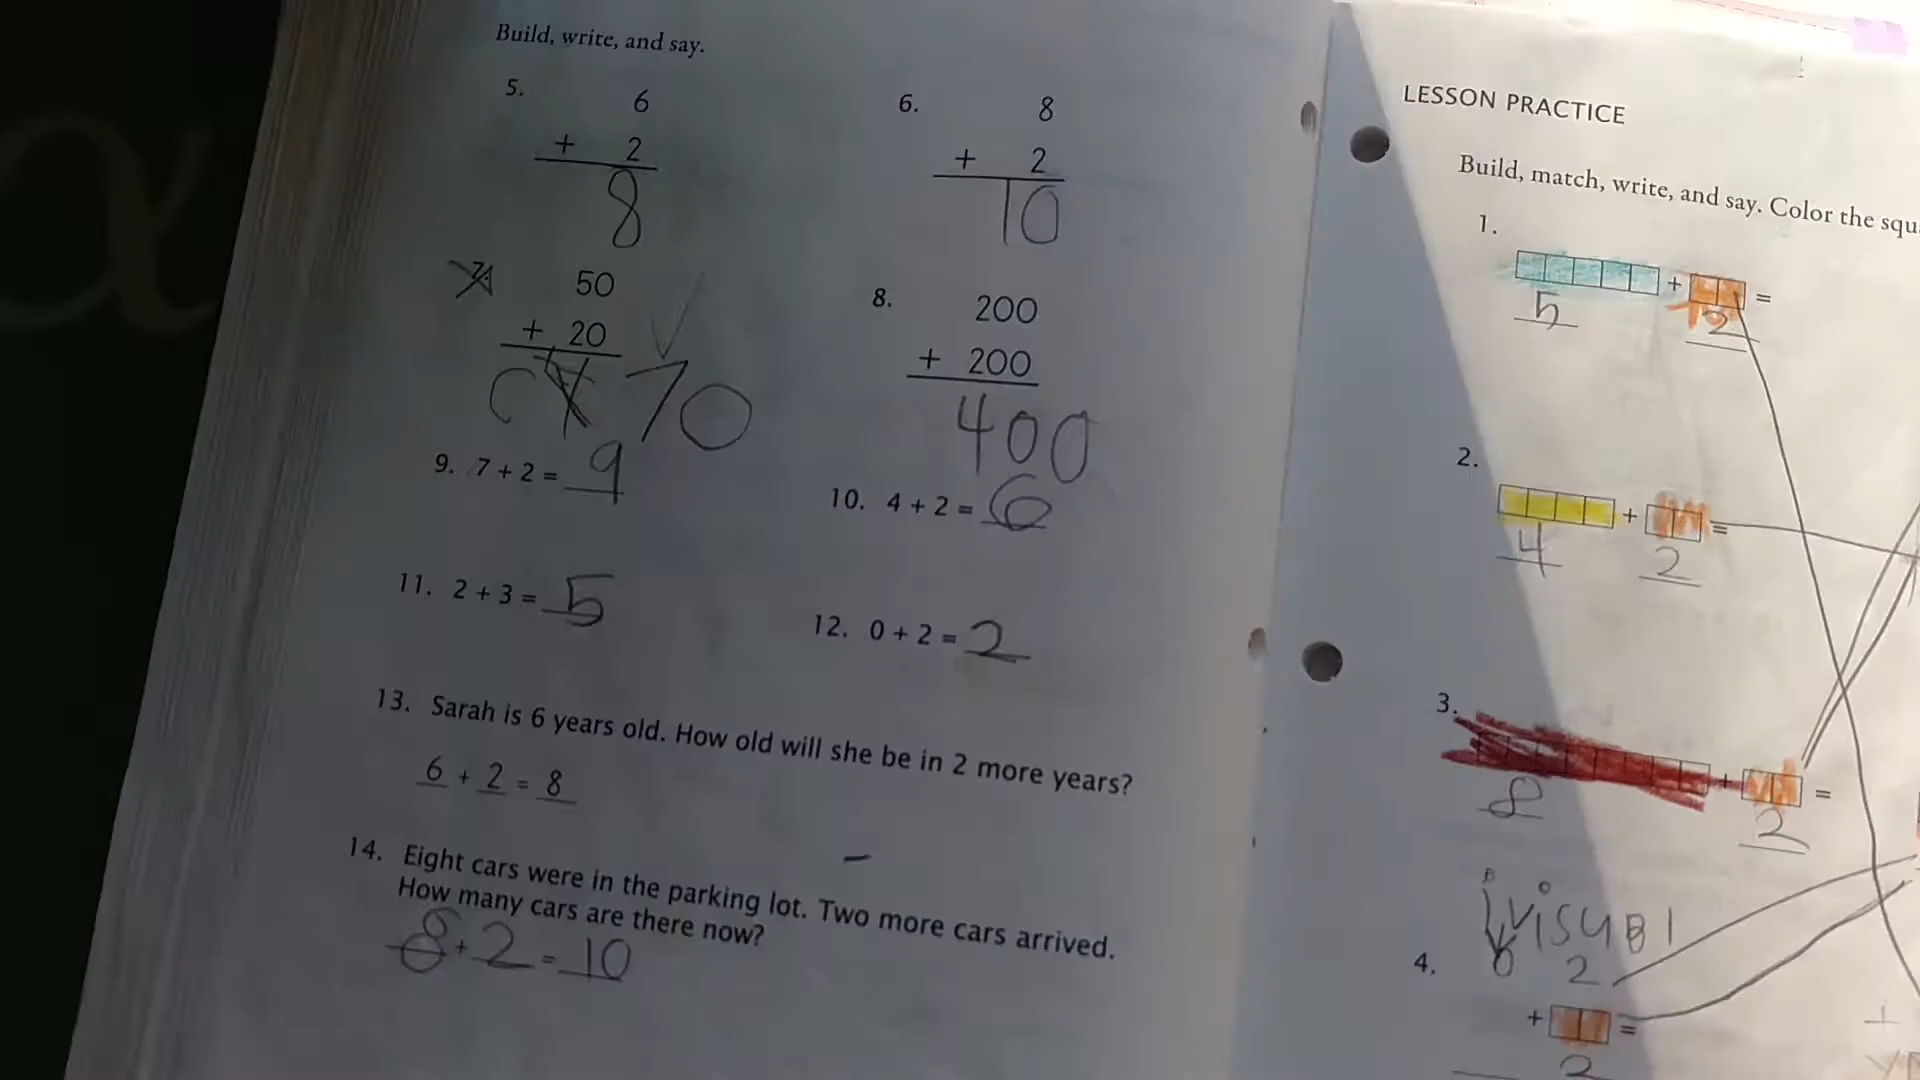 Build, write, and say.
5. 6
+ 2
8
6. 8
+ 2
10
7. 50
+ 20
70
8. 200
+ 200
400
9. 7 + 2 = 9
10. 4 + 2 = 6
11. 2 + 3 = 5
12. 0 + 2 = 2
13. Sarah is 6 years old. How old will she be in 2 more years?
6 + 2 = 8
14. Eight cars were in the parking lot. Two more cars arrived.
How many cars are there now?
8 + 2 = 10
LESSON PRACTICE
Build, match, write, and say. Color the
1.
+ =
5 2
2.
+ =
4 2
3.
+ =
8 2
4.
0 2
+ =
2